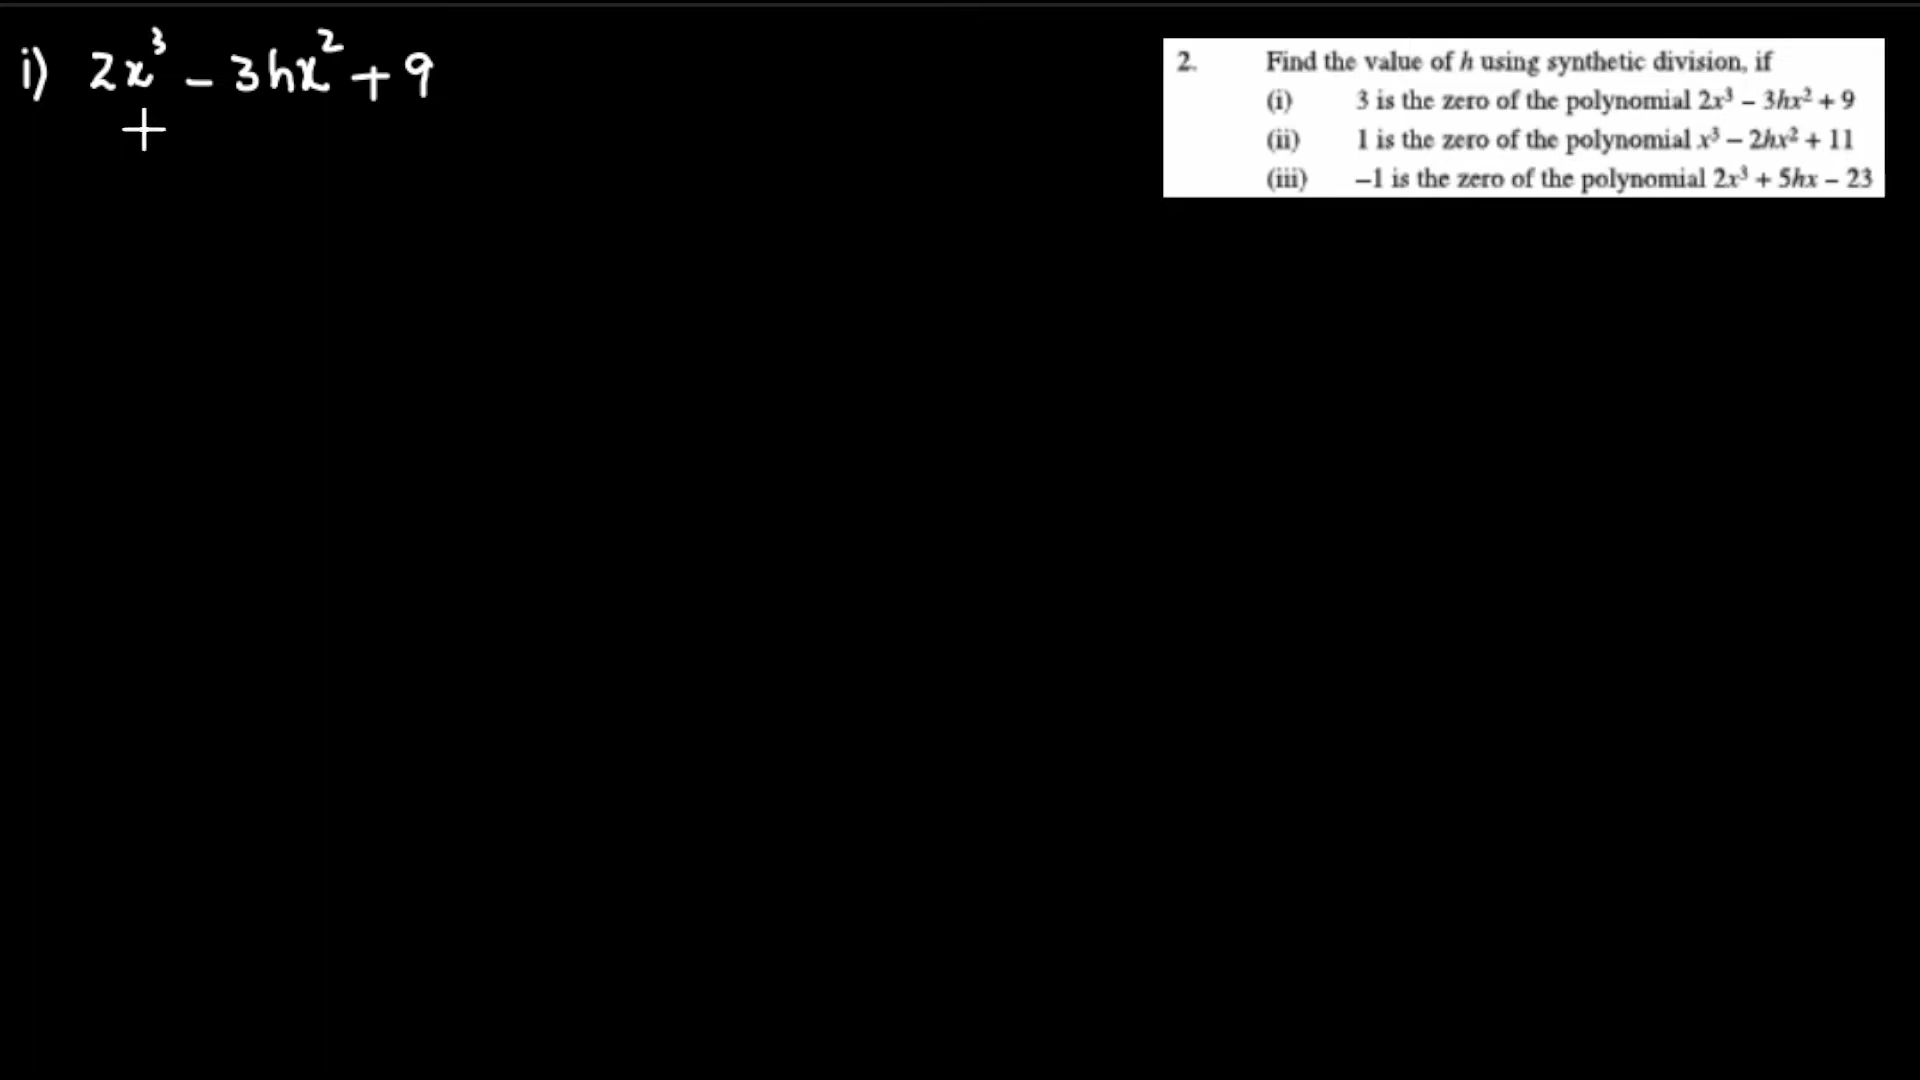 i) 2x³ - 3hx² + 9
2. Find the value of h using synthetic division, if
(i) 3 is the zero of the polynomial 2x³ – 3hx² + 9
(ii) 1 is the zero of the polynomial x³ – 2hx² + 11
(iii) –1 is the zero of the polynomial 2x³ + 5hx – 23